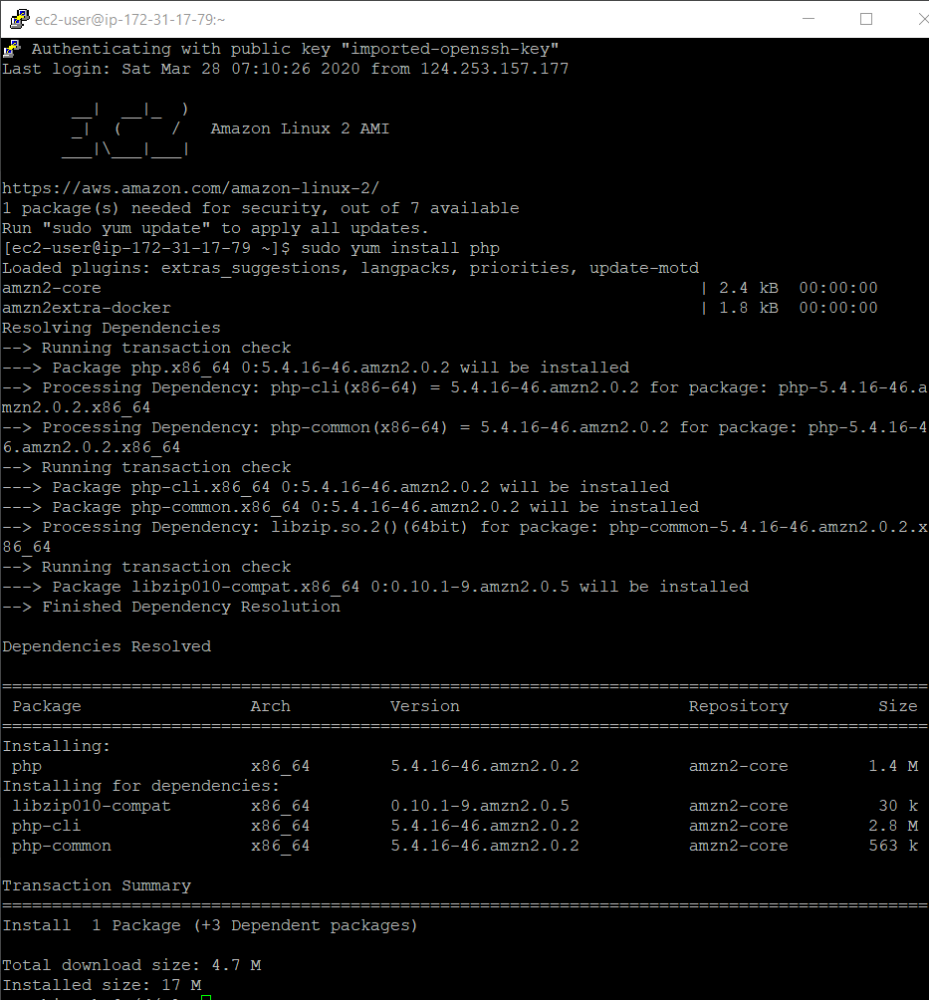 ec2-user@ip-172-31-17-79:~
Authenticating with public key "imported-openssh-key"
Last login: Sat Mar 28 07:10:26 2020 from 124.253.157.177
       __|  __|_  )
       _|  (     /   Amazon Linux 2 AMI
      ___|\___|___|
https://aws.amazon.com/amazon-linux-2/
1 package(s) needed for security, out of 7 available
Run "sudo yum update" to apply all updates.
[ec2-user@ip-172-31-17-79 ~]$ sudo yum install php
Loaded plugins: extras_suggestions, langpacks, priorities, update-motd
amzn2-core                                                            | 2.4 kB  00:00:00
amzn2extra-docker                                                     | 1.8 kB  00:00:00
Resolving Dependencies
--> Running transaction check
---> Package php.x86_64 0:5.4.16-46.amzn2.0.2 will be installed
--> Processing Dependency: php-cli(x86-64) = 5.4.16-46.amzn2.0.2 for package: php-5.4.16-46.a
mzn2.0.2.x86_64
--> Processing Dependency: php-common(x86-64) = 5.4.16-46.amzn2.0.2 for package: php-5.4.16-4
6.amzn2.0.2.x86_64
--> Running transaction check
---> Package php-cli.x86_64 0:5.4.16-46.amzn2.0.2 will be installed
---> Package php-common.x86_64 0:5.4.16-46.amzn2.0.2 will be installed
--> Processing Dependency: libzip.so.2()(64bit) for package: php-common-5.4.16-46.amzn2.0.2.x
86_64
--> Running transaction check
---> Package libzip010-compat.x86_64 0:0.10.1-9.amzn2.0.5 will be installed
--> Finished Dependency Resolution
Dependencies Resolved
=============================================================================================
 Package                 Arch          Version                       Repository         Size
=============================================================================================
Installing:
 php                     x86_64        5.4.16-46.amzn2.0.2           amzn2-core        1.4 M
Installing for dependencies:
 libzip010-compat        x86_64        0.10.1-9.amzn2.0.5            amzn2-core         30 k
 php-cli                 x86_64        5.4.16-46.amzn2.0.2           amzn2-core        2.8 M
 php-common              x86_64        5.4.16-46.amzn2.0.2           amzn2-core        563 k
Transaction Summary
=============================================================================================
Install  1 Package (+3 Dependent packages)
Total download size: 4.7 M
Installed size: 17 M